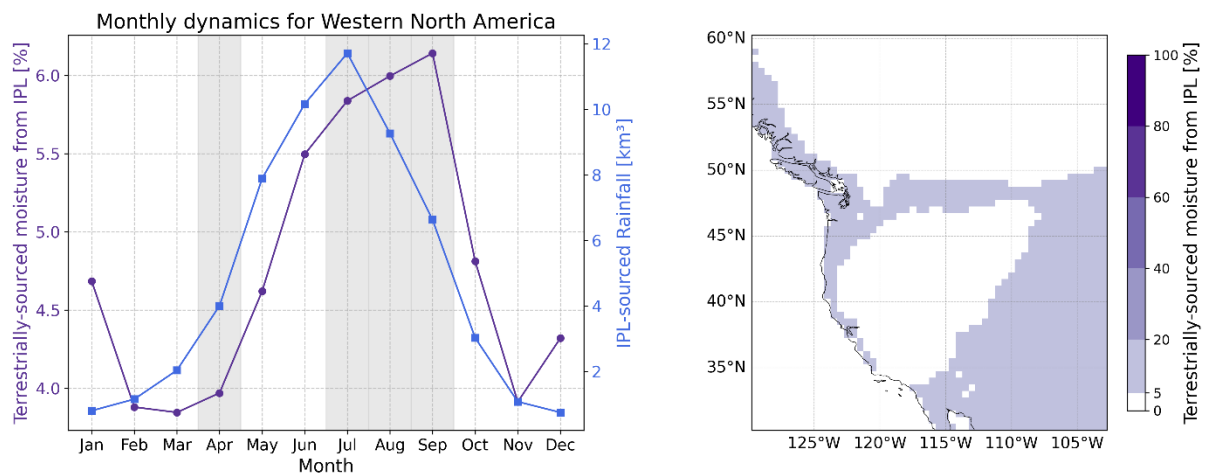 Monthly dynamics for Western North America
Terrestrially-sourced moisture from IPL [%]
6.0
5.5
5.0
4.5
4.0
Jan Feb Mar Apr May Jun Jul Aug Sep Oct Nov Dec
Month
12
10
8
6
4
2
IPL-sourced Rainfall [km³]
60°N
55°N
50°N
45°N
40°N
35°N
125°W 120°W 115°W 110°W 105°W
100
80
60
40
20
5
0
Terrestrially-sourced moisture from IPL [%]